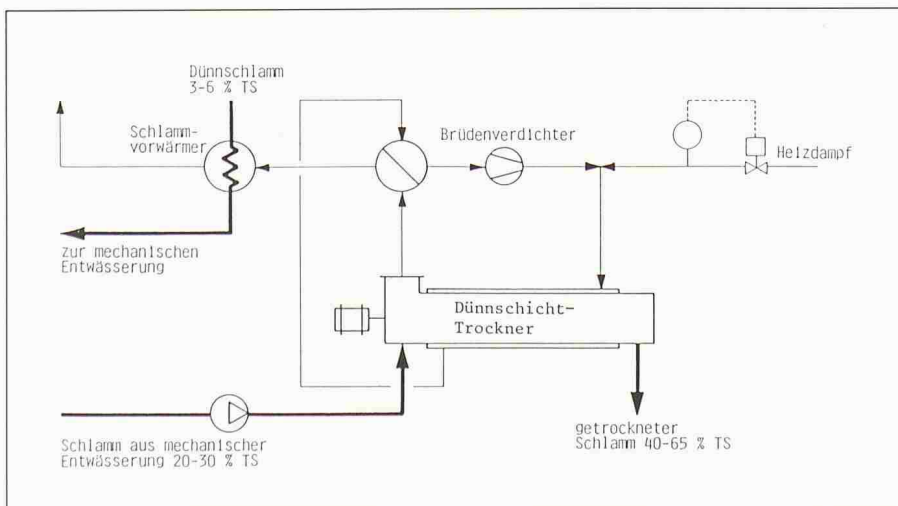 Dünnschlamm
3-6 % TS
Schlamm-
vorwärmer
Brüdenverdichter
Heizdampf
zur mechanischen
Entwässerung
Dünnschicht-
Trockner
Schlamm aus mechanischer
Entwässerung 20-30 % TS
getrockneter
Schlamm 40-65 % TS